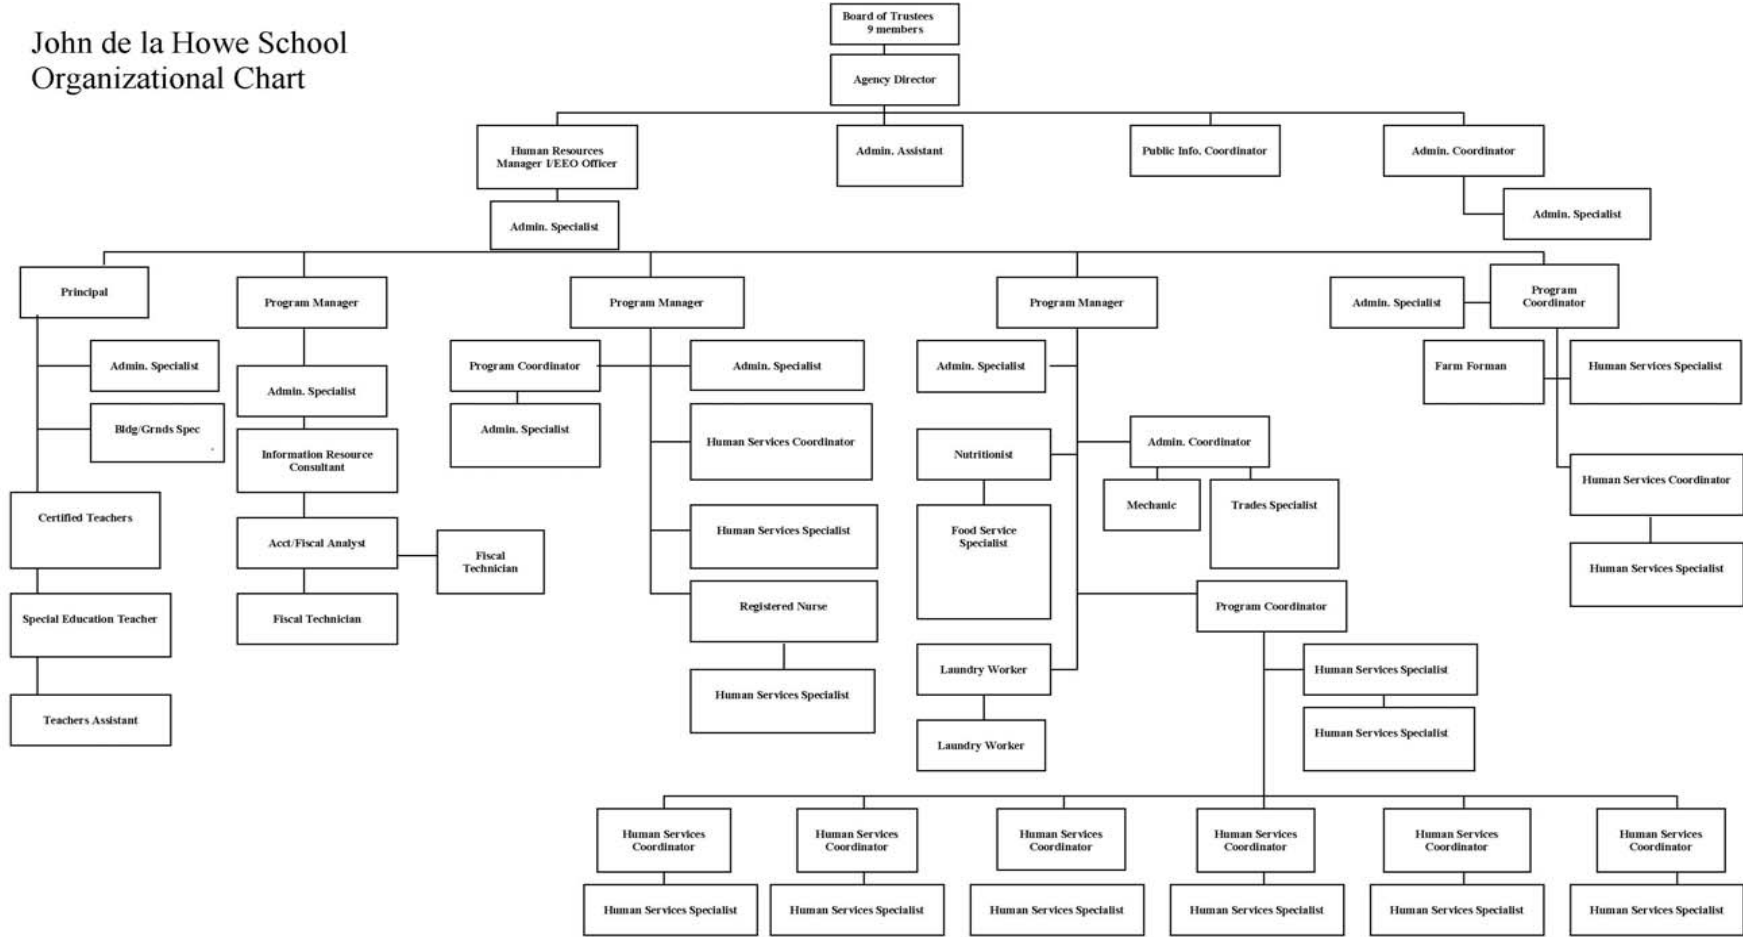 John de la Howe School
Organizational Chart
Board of Trustees
9 members
Agency Director
Human Resources
Manager I/EEO Officer
Admin. Assistant
Public Info. Coordinator
Admin. Coordinator
Admin. Specialist
Admin. Specialist
Principal
Program Manager
Program Manager
Program Manager
Admin. Specialist
Program
Coordinator
Admin. Specialist
Bldg/Grnds Spec
Certified Teachers
Special Education Teacher
Teachers Assistant
Admin. Specialist
Information Resource
Consultant
Acct/Fiscal Analyst
Fiscal
Technician
Fiscal Technician
Program Coordinator
Admin. Specialist
Admin. Specialist
Human Services Coordinator
Human Services Specialist
Registered Nurse
Human Services Specialist
Admin. Specialist
Nutritionist
Food Service
Specialist
Laundry Worker
Laundry Worker
Admin. Coordinator
Mechanic
Trades Specialist
Program Coordinator
Human Services Specialist
Human Services Specialist
Farm Forman
Human Services Specialist
Human Services Coordinator
Human Services Specialist
Human Services
Coordinator
Human Services
Coordinator
Human Services
Coordinator
Human Services
Coordinator
Human Services
Coordinator
Human Services
Coordinator
Human Services Specialist
Human Services Specialist
Human Services Specialist
Human Services Specialist
Human Services Specialist
Human Services Specialist